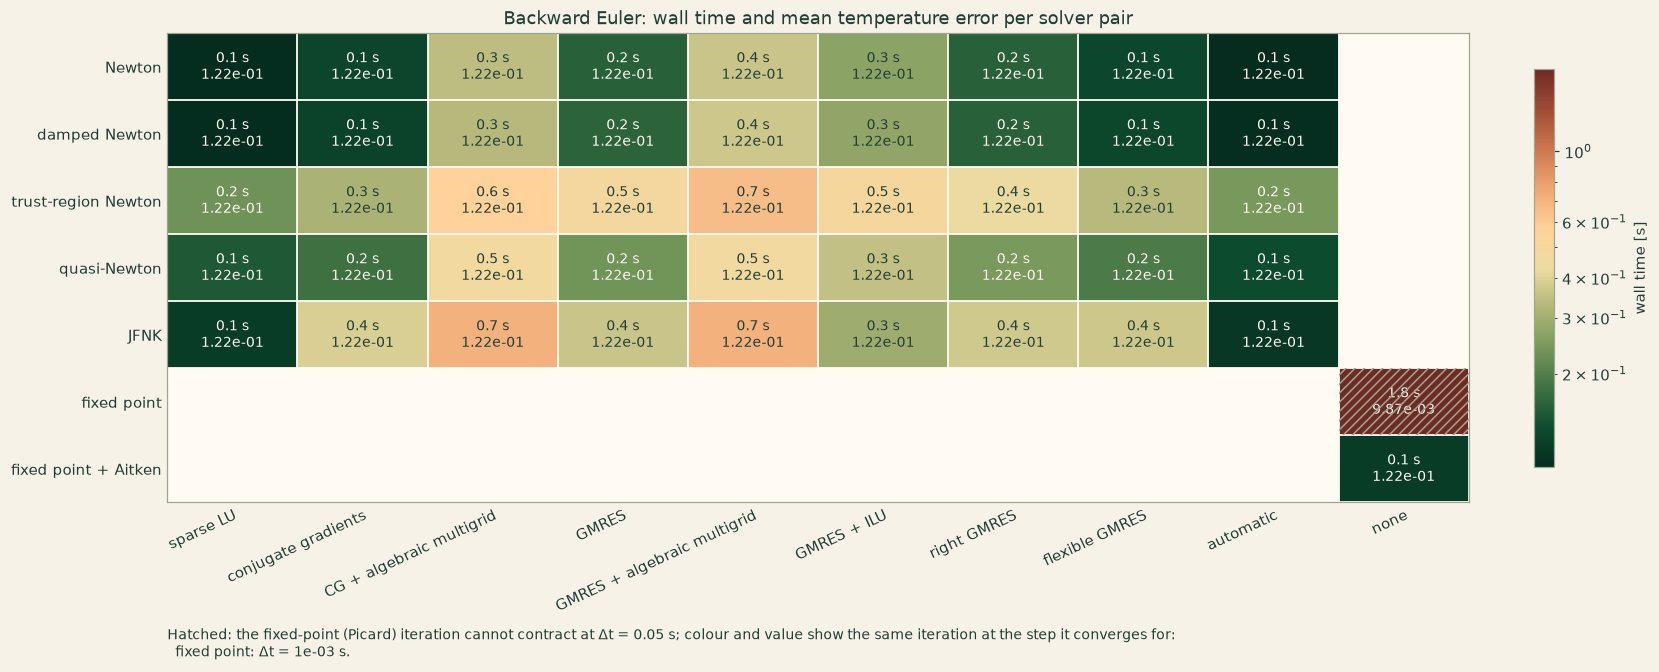 Backward Euler: wall time and mean temperature error per solver pair
Newton
0.1 s 0.1 s 0.3 s 0.2 s 0.4 s 0.3 s 0.2 s 0.1 s 0.1 s
1.22e-01 1.22e-01 1.22e-01 1.22e-01 1.22e-01 1.22e-01 1.22e-01 1.22e-01 1.22e-01
damped Newton
0.1 s 0.1 s 0.3 s 0.2 s 0.4 s 0.3 s 0.2 s 0.1 s 0.1 s
1.22e-01 1.22e-01 1.22e-01 1.22e-01 1.22e-01 1.22e-01 1.22e-01 1.22e-01 1.22e-01
trust-region Newton
0.2 s 0.3 s 0.6 s 0.5 s 0.7 s 0.5 s 0.4 s 0.3 s 0.2 s
1.22e-01 1.22e-01 1.22e-01 1.22e-01 1.22e-01 1.22e-01 1.22e-01 1.22e-01 1.22e-01
quasi-Newton
0.1 s 0.2 s 0.5 s 0.2 s 0.5 s 0.3 s 0.2 s 0.2 s 0.1 s
1.22e-01 1.22e-01 1.22e-01 1.22e-01 1.22e-01 1.22e-01 1.22e-01 1.22e-01 1.22e-01
JFNK
0.1 s 0.4 s 0.7 s 0.4 s 0.7 s 0.3 s 0.4 s 0.4 s 0.1 s
1.22e-01 1.22e-01 1.22e-01 1.22e-01 1.22e-01 1.22e-01 1.22e-01 1.22e-01 1.22e-01
fixed point
1.8 s
9.87e-03
fixed point + Aitken
0.1 s
1.22e-01
sparse LU
conjugate gradients
CG + algebraic multigrid
GMRES
GMRES + algebraic multigrid
GMRES + ILU
right GMRES
flexible GMRES
automatic
none
10⁰
6 × 10⁻¹
4 × 10⁻¹
3 × 10⁻¹
2 × 10⁻¹
wall time [s]
Hatched: the fixed-point (Picard) iteration cannot contract at Δt = 0.05 s; colour and value show the same iteration at the step it converges for:
fixed point: Δt = 1e-03 s.